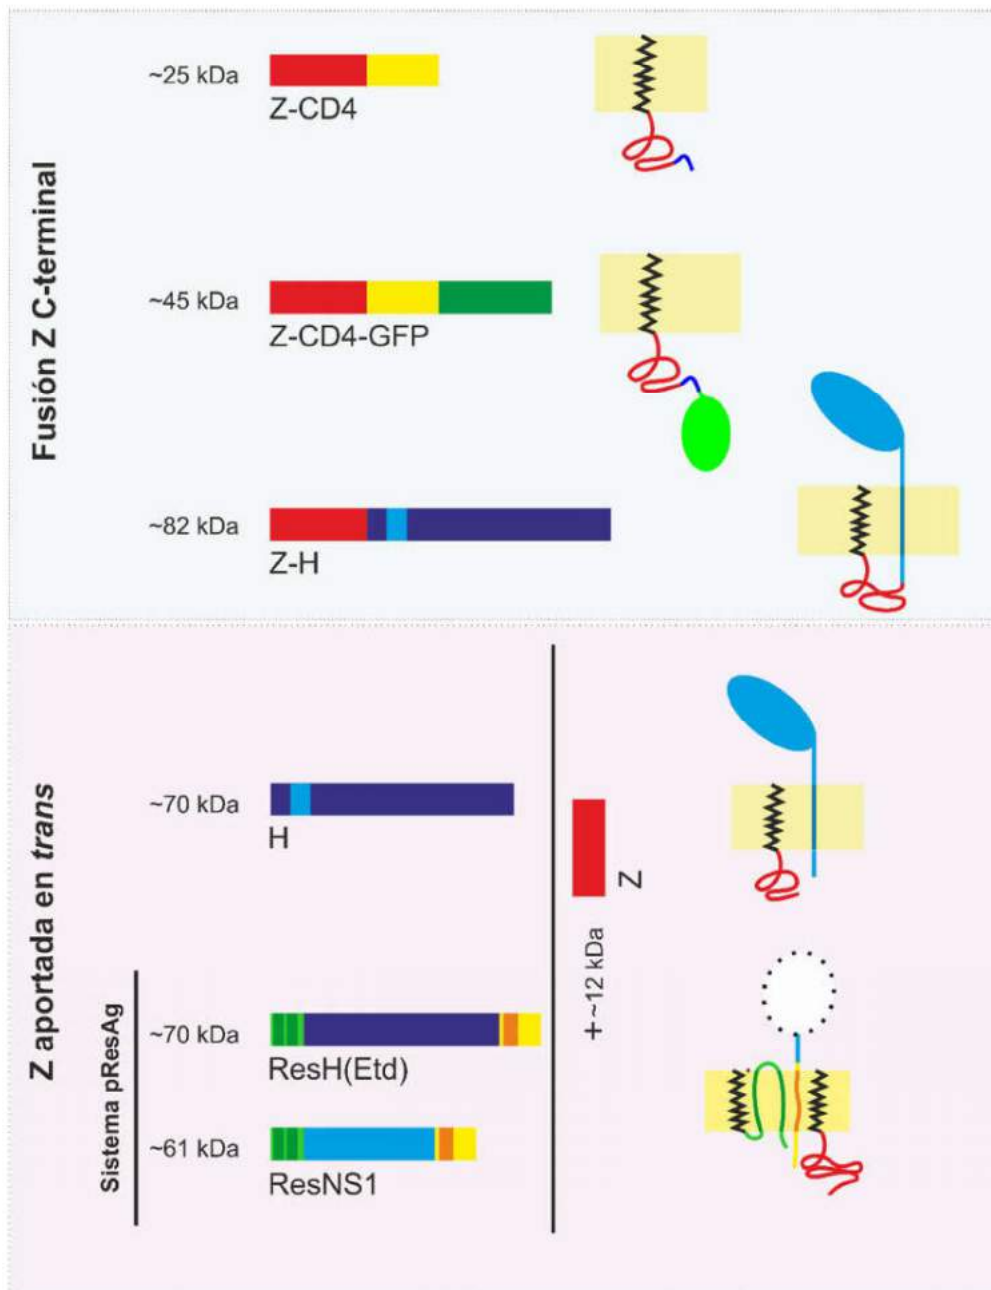 Fusión Z C-terminal
~25 kDa
Z-CD4
~45 kDa
Z-CD4-GFP
~82 kDa
Z-H
Z aportada en trans
~70 kDa
H
Z
+ ~12 kDa
Sistema pResAg
~70 kDa
ResH(Etd)
~61 kDa
ResNS1